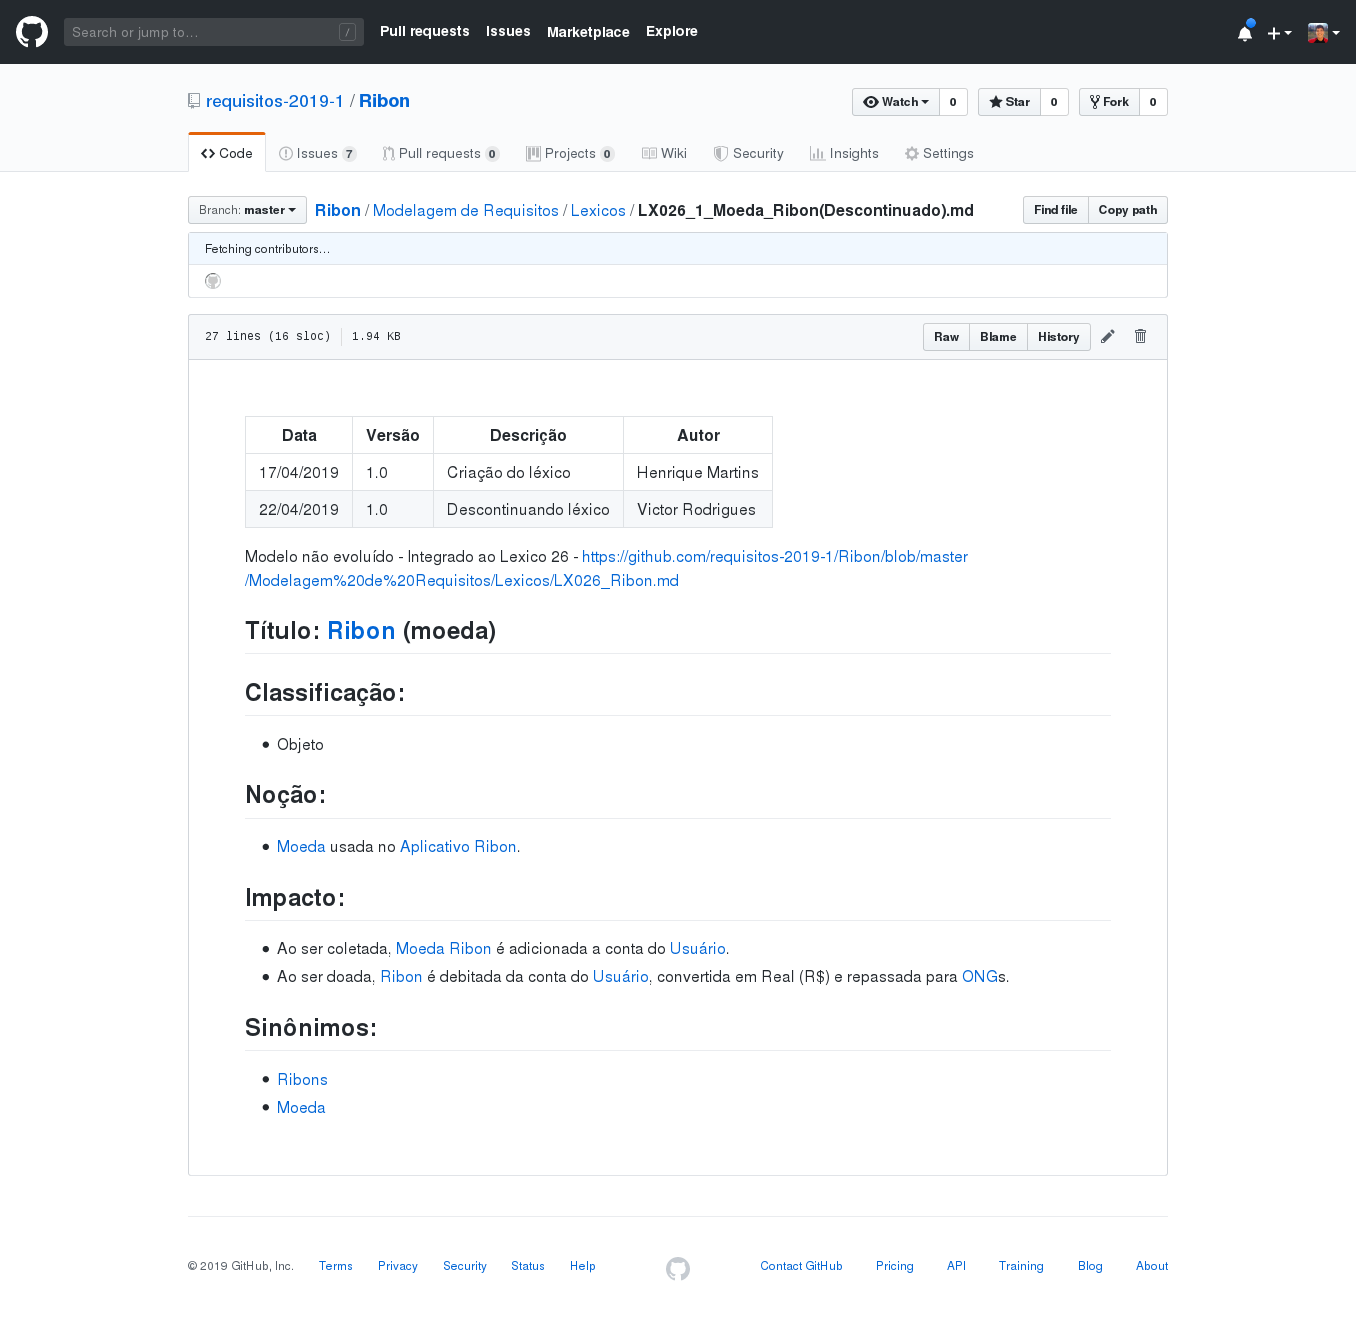 Search or jump to... /
Pull requests Issues Marketplace Explore
requisitos-2019-1 / Ribon
Watch 0 Star 0 Fork 0
Code Issues 7 Pull requests 0 Projects 0 Wiki Security Insights Settings
Branch: master Ribon / Modelagem de Requisitos / Lexicos / LX026_1_Moeda_Ribon(Descontinuado).md Find file Copy path
Fetching contributors…
27 lines (16 sloc) 1.94 KB Raw Blame History
Data Versão Descrição Autor
17/04/2019 1.0 Criação do léxico Henrique Martins
22/04/2019 1.0 Descontinuando léxico Victor Rodrigues
Modelo não evoluído - Integrado ao Lexico 26 - https://github.com/requisitos-2019-1/Ribon/blob/master
/Modelagem%20de%20Requisitos/Lexicos/LX026_Ribon.md
Título: Ribon (moeda)
Classificação:
• Objeto
Noção:
• Moeda usada no Aplicativo Ribon.
Impacto:
• Ao ser coletada, Moeda Ribon é adicionada a conta do Usuário.
• Ao ser doada, Ribon é debitada da conta do Usuário, convertida em Real (R$) e repassada para ONGs.
Sinônimos:
• Ribons
• Moeda
© 2019 GitHub, Inc. Terms Privacy Security Status Help Contact GitHub Pricing API Training Blog About